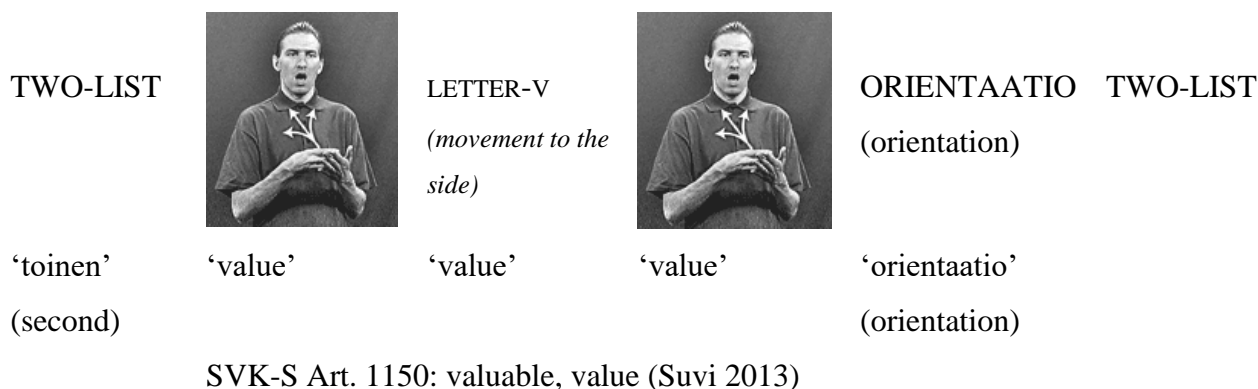 TWO-LIST LETTER-V ORIENTAATIO TWO-LIST
(movement to the (orientation)
side)
‘toinen’ ‘value’ ‘value’ ‘value’ ‘orientaatio’
(second) (orientation)
SVK-S Art. 1150: valuable, value (Suvi 2013)